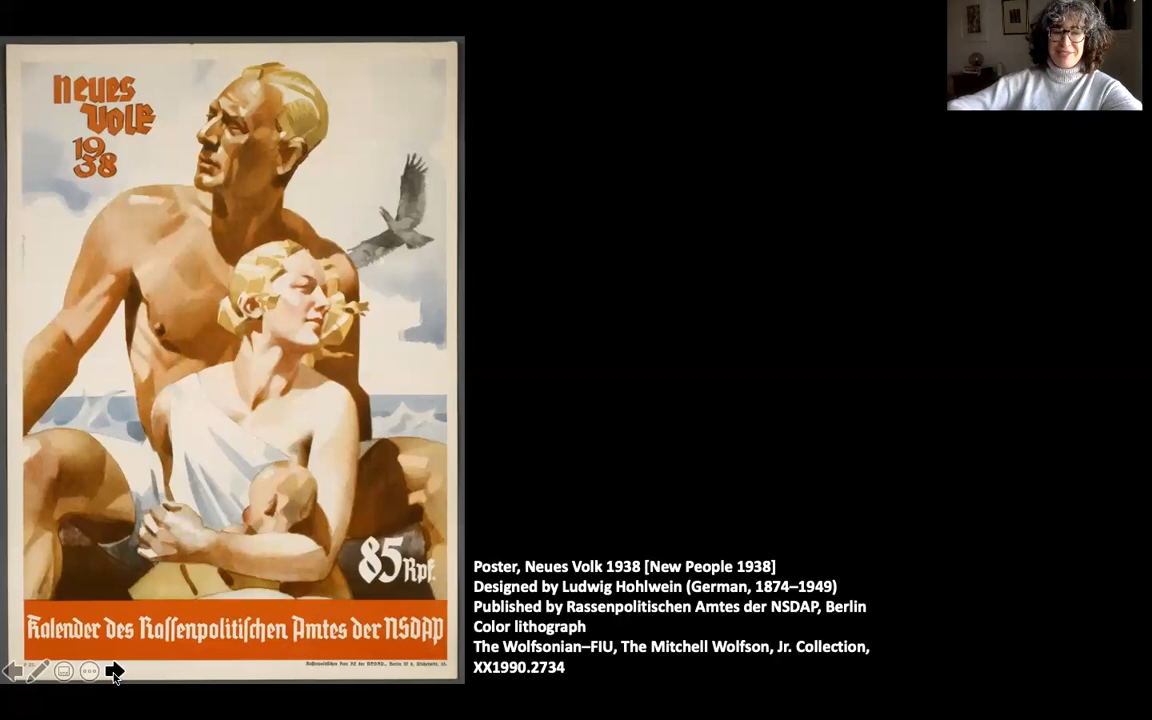 Neues
Volk
19
38
85 Rpf.
Kalender des Rassenpolitischen Amtes der NSDAP
Poster, Neues Volk 1938 [New People 1938]
Designed by Ludwig Hohlwein (German, 1874–1949)
Published by Rassenpolitischen Amtes der NSDAP, Berlin
Color lithograph
The Wolfsonian–FIU, The Mitchell Wolfson, Jr. Collection,
XX1990.2734